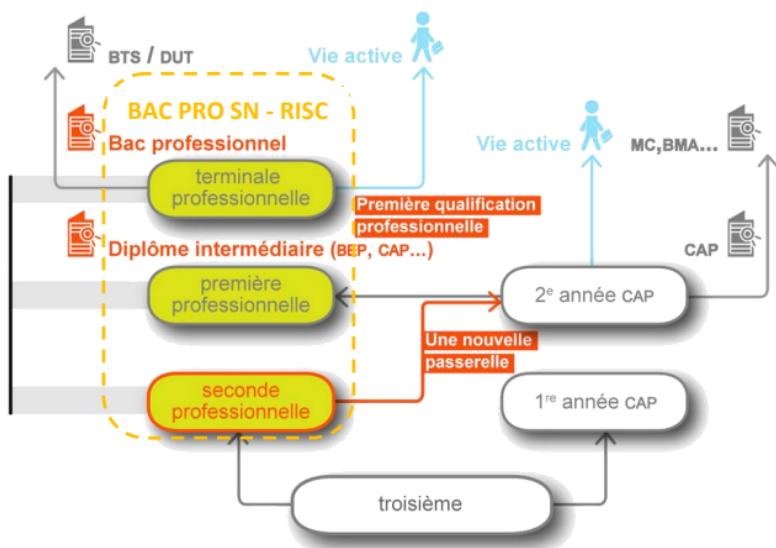 BTS / DUT
Vie active
BAC PRO SN - RISC
Bac professionnel
Vie active
MC,BMA...
terminale
professionnelle
Première qualification
professionnelle
Diplôme intermédiaire (BEP, CAP...)
CAP
première
professionnelle
2e année CAP
Une nouvelle
passerelle
seconde
professionnelle
1re année CAP
troisième